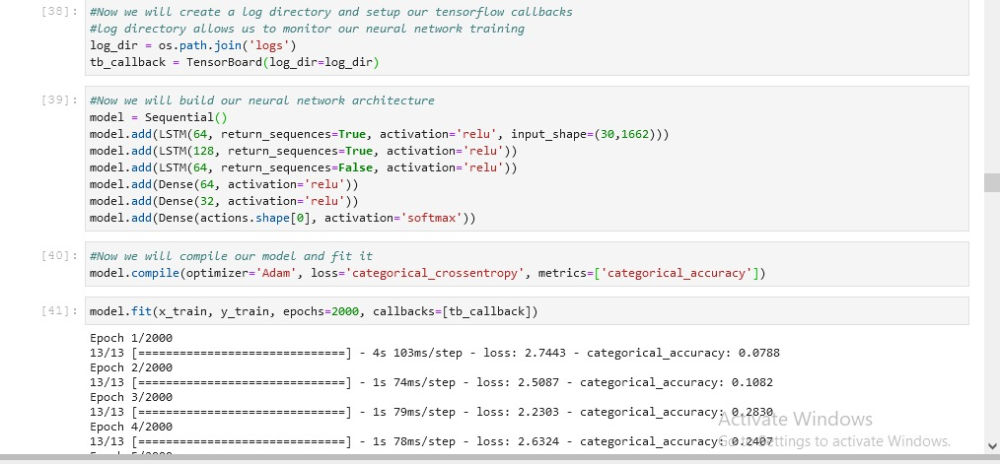 [38]: #Now we will create a log directory and setup our tensorflow callbacks
#log directory allows us to monitor our neural network training
log_dir = os.path.join('logs')
tb_callback = TensorBoard(log_dir=log_dir)
[39]: #Now we will build our neural network architecture
model = Sequential()
model.add(LSTM(64, return_sequences=True, activation='relu', input_shape=(30,1662)))
model.add(LSTM(128, return_sequences=True, activation='relu'))
model.add(LSTM(64, return_sequences=False, activation='relu'))
model.add(Dense(64, activation='relu'))
model.add(Dense(32, activation='relu'))
model.add(Dense(actions.shape[0], activation='softmax'))
[40]: #Now we will compile our model and fit it
model.compile(optimizer='Adam', loss='categorical_crossentropy', metrics=['categorical_accuracy'])
[41]: model.fit(x_train, y_train, epochs=2000, callbacks=[tb_callback])
Epoch 1/2000
13/13 [==============================] - 4s 103ms/step - loss: 2.7443 - categorical_accuracy: 0.0788
Epoch 2/2000
13/13 [==============================] - 1s 74ms/step - loss: 2.5087 - categorical_accuracy: 0.1082
Epoch 3/2000
13/13 [==============================] - 1s 79ms/step - loss: 2.2303 - categorical_accuracy: 0.2830
Activate Windows
Epoch 4/2000
13/13 [==============================] - 1s 78ms/step - loss: 2.6324 - categorical_accuracy: 0.2407
Go to Settings to activate Windows.